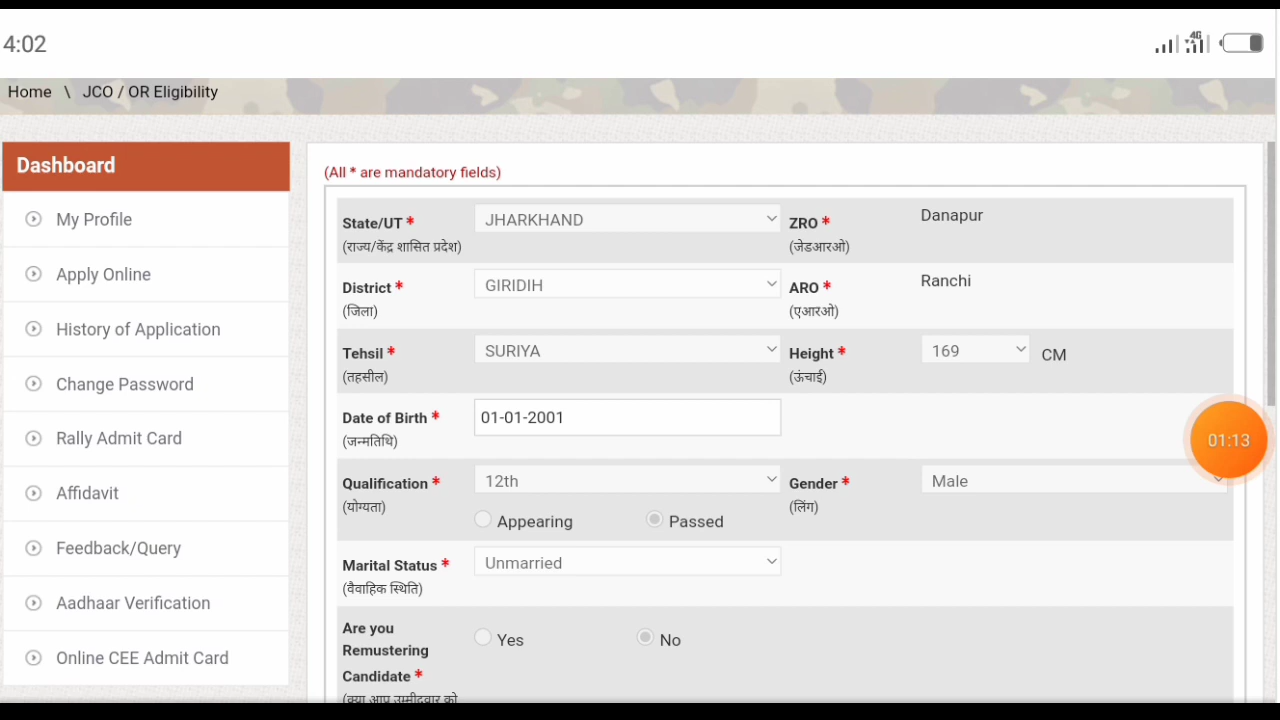 4:02
4G
Home \ JCO / OR Eligibility
Dashboard
My Profile
Apply Online
History of Application
Change Password
Rally Admit Card
Affidavit
Feedback/Query
Aadhaar Verification
Online CEE Admit Card
(All * are mandatory fields)
State/UT * JHARKHAND ZRO * Danapur
(राज्य/केंद्र शासित प्रदेश) (जेडआरओ)
District * GIRIDIH ARO * Ranchi
(जिला) (एआरओ)
Tehsil * SURIYA Height * 169 CM
(तहसील) (ऊंचाई)
Date of Birth * 01-01-2001
(जन्मतिथि)
01:13
Qualification * 12th Gender * Male
(योग्यता) (लिंग)
Appearing Passed
Marital Status * Unmarried
(वैवाहिक स्थिति)
Are you
Remustering
Candidate *
Yes No
(क्या आप उम्मीदवार को